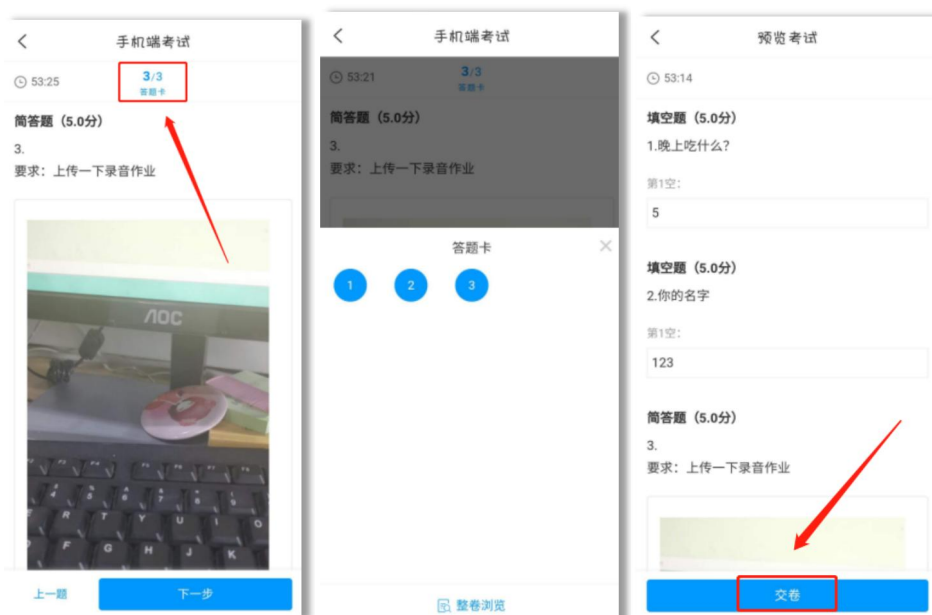 手机端考试
53:25
3/3
答题卡
简答题（5.0分）
3.
要求：上传一下录音作业
AOC
4
5
6
7
8
9
R
T
Y
U
I
O
F
G
H
J
K
上一题
下一步
手机端考试
53:21
3/3
答题卡
简答题（5.0分）
3.
要求：上传一下录音作业
答题卡
1
2
3
整卷浏览
预览考试
53:14
填空题（5.0分）
1.晚上吃什么？
第1空：
5
填空题（5.0分）
2.你的名字
第1空：
123
简答题（5.0分）
3.
要求：上传一下录音作业
交卷